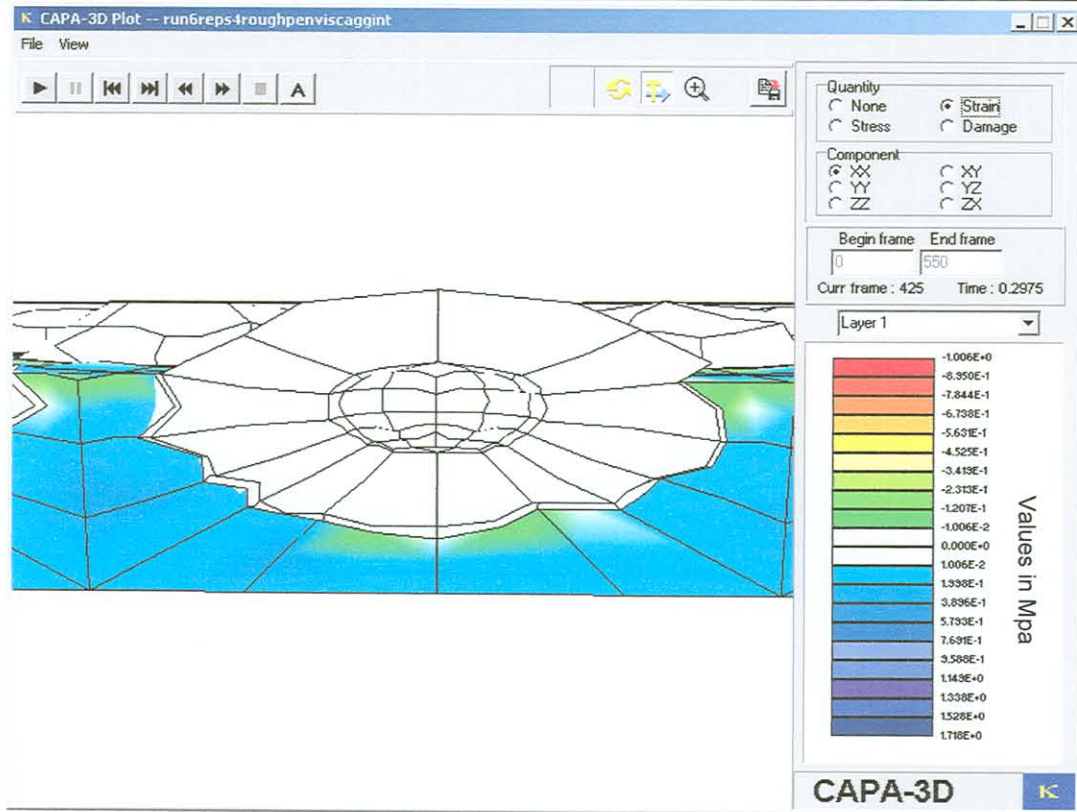 K CAPA-3D Plot -- run6reps4roughpenviscaggint
File View
A
Quantity
None Strain
Stress Damage
Component
XX XY
YY YZ
ZZ ZX
Begin frame End frame
0 550
Curr frame : 425 Time : 0.2975
Layer 1
-1.006E+0
-8.950E-1
-7.844E-1
-6.738E-1
-5.631E-1
-4.525E-1
-3.419E-1
-2.313E-1
-1.207E-1
-1.006E-2
0.000E+0
1.006E-2
1.998E-1
3.896E-1
5.793E-1
7.691E-1
9.588E-1
1.149E+0
1.338E+0
1.528E+0
1.718E+0
Values in Mpa
CAPA-3D K